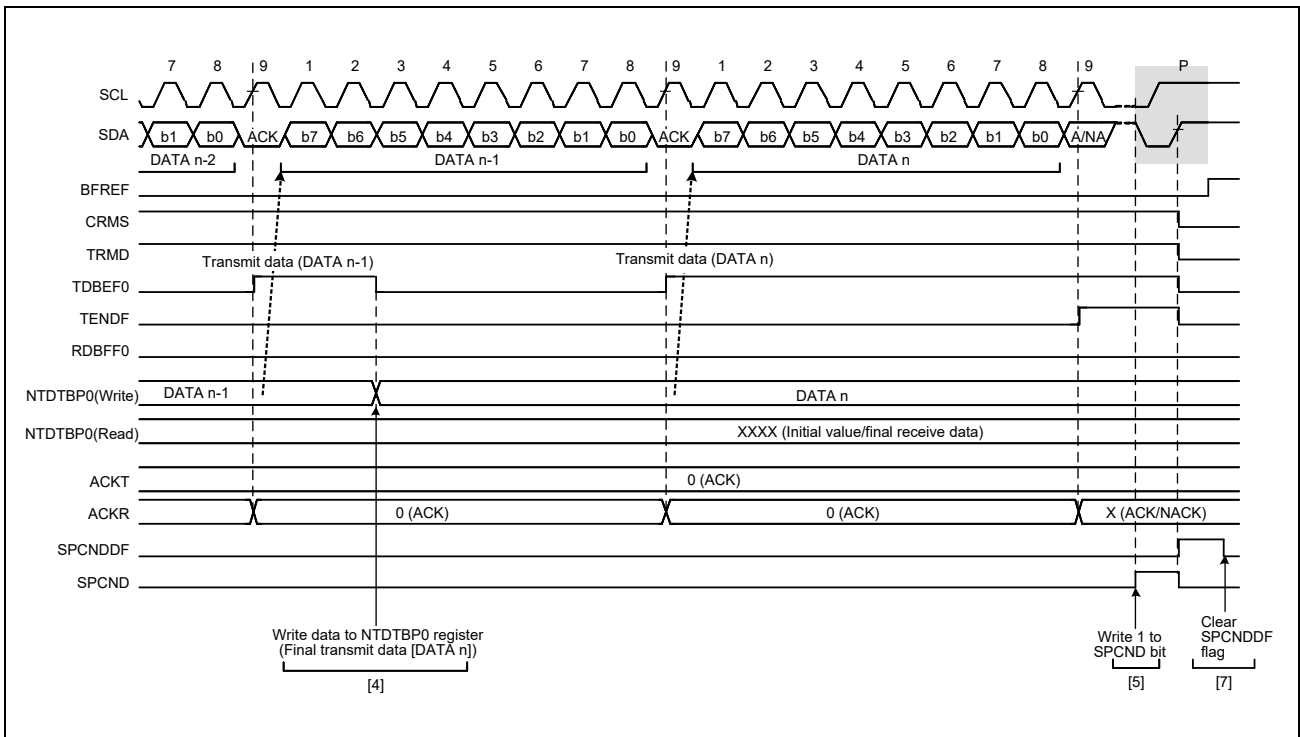 7 8 9 1 2 3 4 5 6 7 8 9 1 2 3 4 5 6 7 8 9 P
SCL
SDA b1 b0 ACK b7 b6 b5 b4 b3 b2 b1 b0 ACK b7 b6 b5 b4 b3 b2 b1 b0 A/NA
DATA n-2 DATA n-1 DATA n
BFREF
CRMS
TRMD
Transmit data (DATA n-1) Transmit data (DATA n)
TDBEF0
TENDF
RDBFF0
NTDTBP0(Write) DATA n-1 DATA n
NTDTBP0(Read) XXXX (Initial value/final receive data)
ACKT 0 (ACK)
ACKR 0 (ACK) 0 (ACK) X (ACK/NACK)
SPCNDDF
SPCND
Write data to NTDTBP0 register
(Final transmit data [DATA n])
[4]
Write 1 to
SPCND bit
[5]
Clear
SPCNDDF
flag
[7]